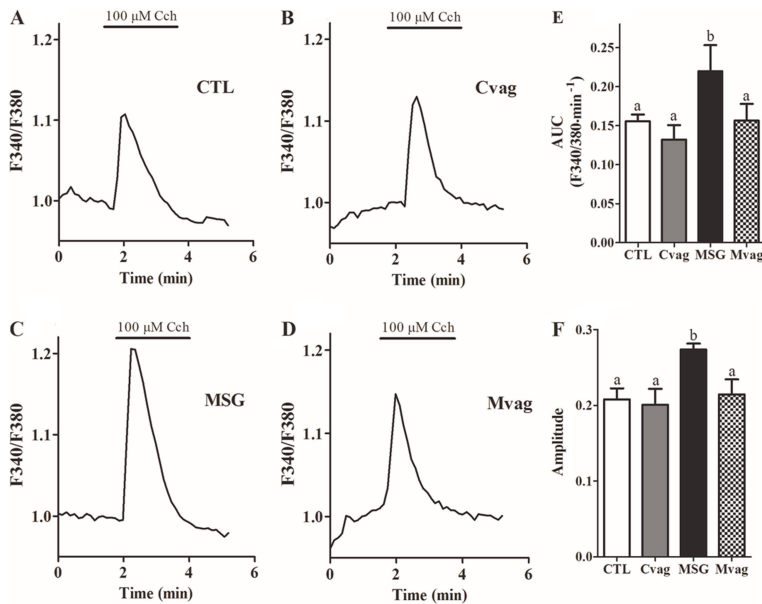 A
100 μM Cch
CTL
F340/F380
1.2
1.1
1.0
0
2
4
6
Time (min)
B
100 μM Cch
Cvag
F340/F380
1.2
1.1
1.0
0
2
4
6
Time (min)
E
AUC
(F340/380·min⁻¹)
0.25
0.20
0.15
0.10
0.05
0.00
a
a
b
a
CTL
Cvag
MSG
Mvag
C
100 μM Cch
MSG
F340/F380
1.2
1.1
1.0
0
2
4
6
Time (min)
D
100 μM Cch
Mvag
F340/F380
1.2
1.1
1.0
0
2
4
6
Time (min)
F
Amplitude
0.3
0.2
0.1
0.0
a
a
b
a
CTL
Cvag
MSG
Mvag